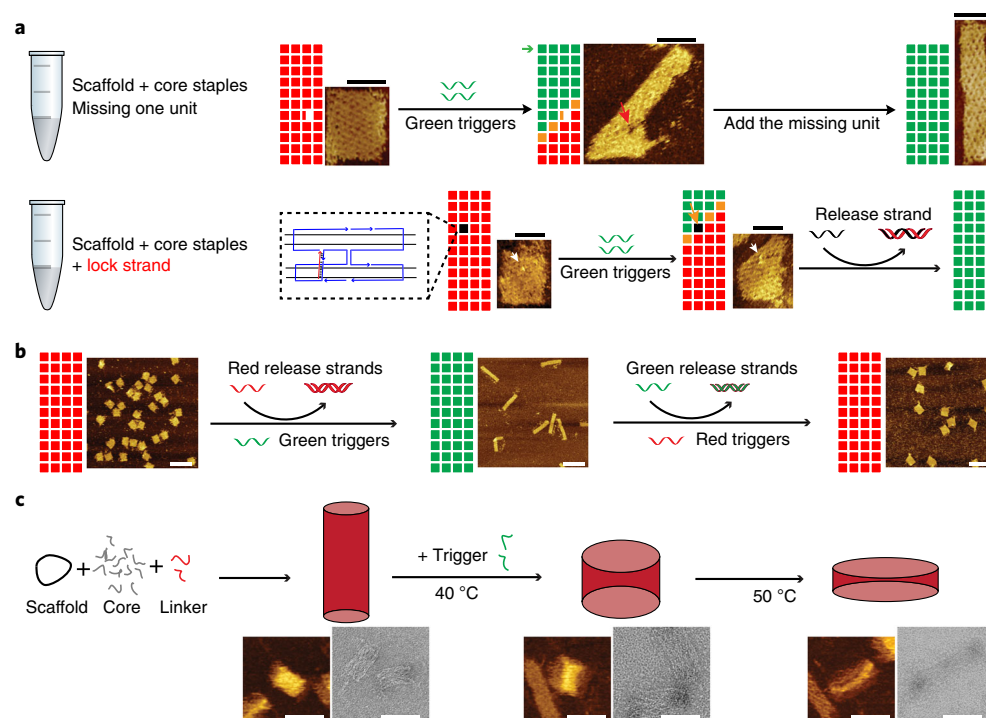 a
Scaffold + core staples
Missing one unit
Green triggers
Add the missing unit
Scaffold + core staples
+ lock strand
Green triggers
Release strand
b
Red release strands
Green triggers
Green release strands
Red triggers
c
Scaffold + Core + Linker
+ Trigger
40 °C
50 °C